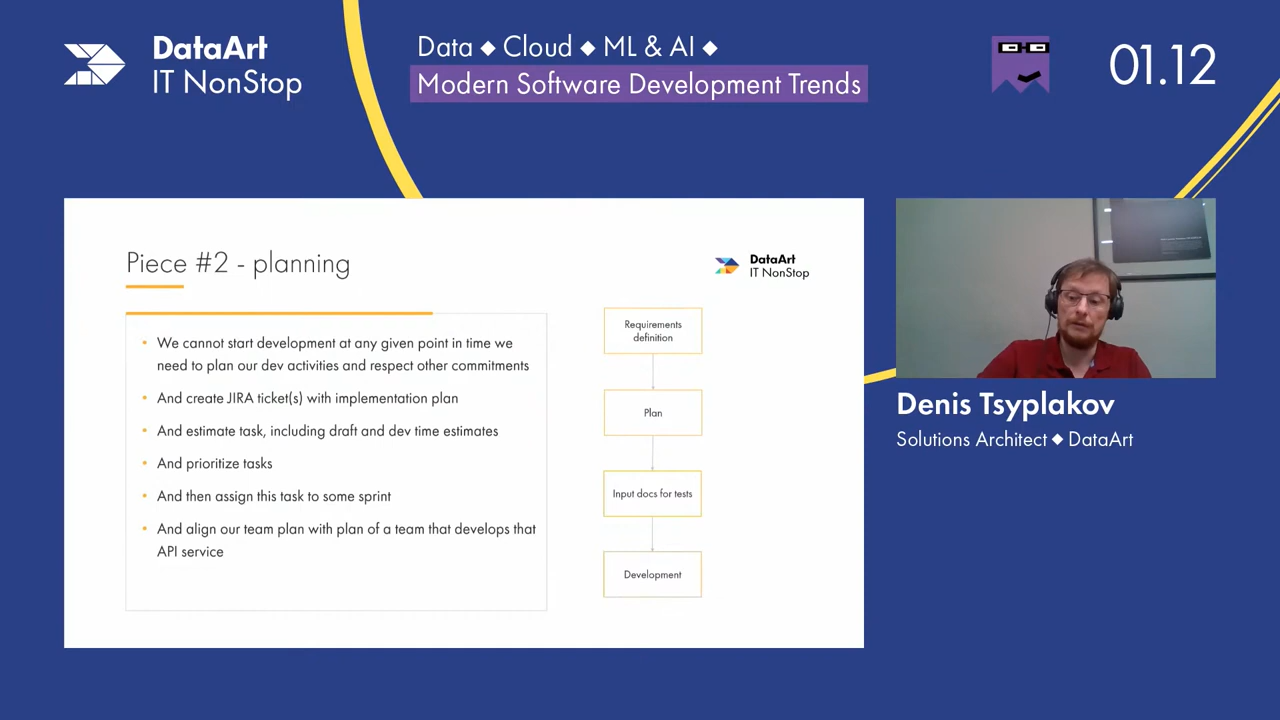 DataArt
IT NonStop
Data ◆ Cloud ◆ ML & AI ◆
Modern Software Development Trends
01.12
Piece #2 - planning
DataArt
IT NonStop
• We cannot start development at any given point in time we
need to plan our dev activities and respect other commitments
• And create JIRA ticket(s) with implementation plan
• And estimate task, including draft and dev time estimates
• And prioritize tasks
• And then assign this task to some sprint
• And align our team plan with plan of a team that develops that
API service
Requirements
definition
Plan
Input docs for tests
Development
Denis Tsyplakov
Solutions Architect ◆ DataArt